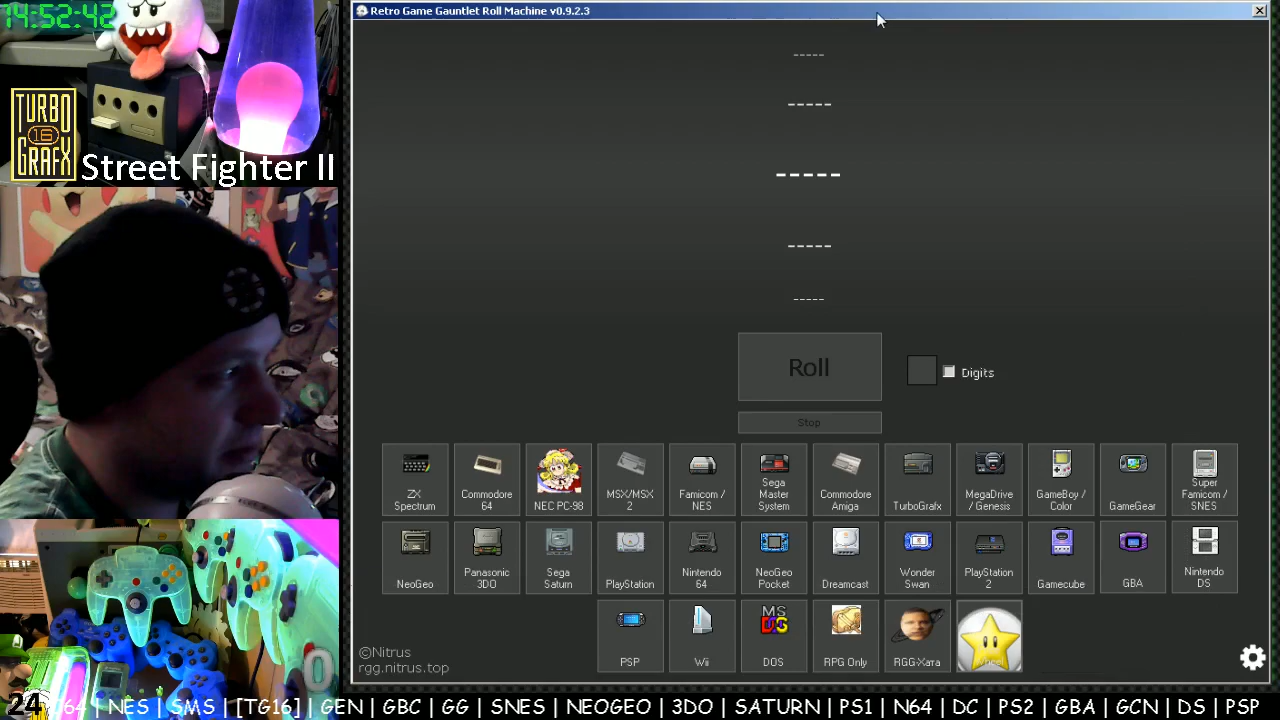 14:52:42
TURBO
16
GRAFX
Street Fighter II
Retro Game Gauntlet Roll Machine v0.9.2.3
-----
-----
-----
-----
-----
Roll
Digits
Stop
ZX Spectrum
Commodore 64
NEC PC-98
MSX/MSX 2
Famicom / NES
Sega Master System
Commodore Amiga
TurboGrafx
MegaDrive / Genesis
GameBoy / Color
GameGear
Super Famicom / SNES
NeoGeo
Panasonic 3DO
Sega Saturn
PlayStation
Nintendo 64
NeoGeo Pocket
Dreamcast
Wonder Swan
PlayStation 2
Gamecube
GBA
Nintendo DS
PSP
Wii
MS DOS
DOS
RPG Only
RGG-Хата
©Nitrus
rgg.nitrus.top
0
24
64 | NES | SMS | [TG16] | GEN | GBC | GG | SNES | NEOGEO | 3DO | SATURN | PS1 | N64 | DC | PS2 | GBA | GCN | DS | PSP